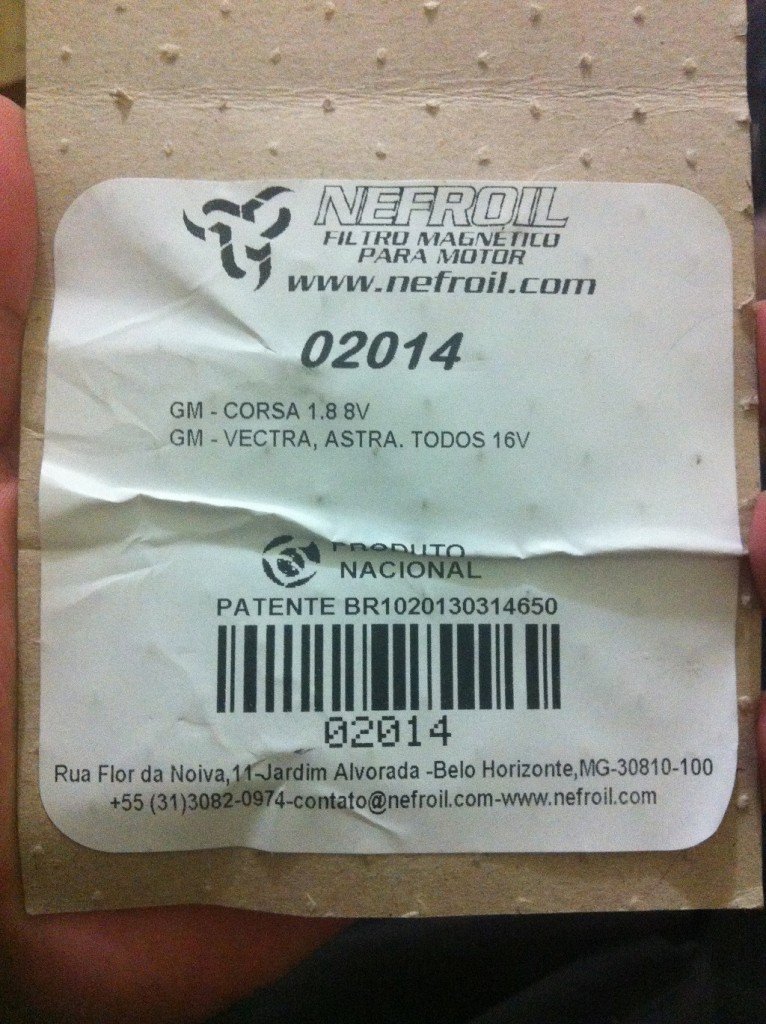 NEFROIL
FILTRO MAGNÉTICO
PARA MOTOR
www.nefroil.com
02014
GM - CORSA 1.8 8V
GM - VECTRA, ASTRA. TODOS 16V
PRODUTO
NACIONAL
PATENTE BR1020130314650
02014
Rua Flor da Noiva,11-Jardim Alvorada -Belo Horizonte,MG-30810-100
+55 (31)3082-0974-contato@nefroil.com-www.nefroil.com